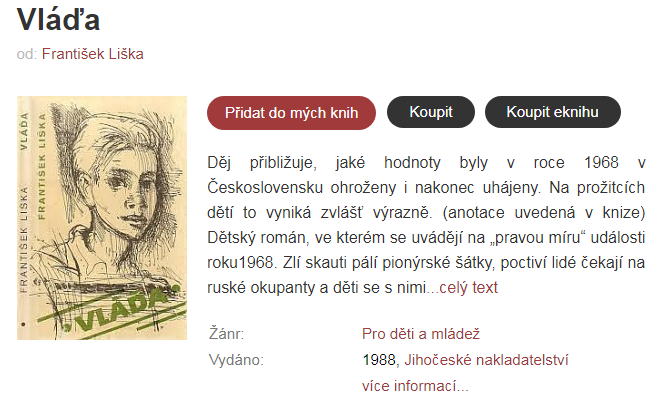 Vláďa
od: František Liška
FRANTIŠEK LIŠKA VLÁĎA
FRANTIŠEK LIŠKA
VLÁĎA
Přidat do mých knih
Koupit
Koupit eknihu
Děj přibližuje, jaké hodnoty byly v roce 1968 v
Československu ohroženy i nakonec uhájeny. Na prožitcích
dětí to vyniká zvlášť výrazně. (anotace uvedená v knize)
Dětský román, ve kterém se uvádějí na „pravou míru“ události
roku1968. Zlí skauti pálí pionýrské šátky, poctiví lidé čekají na
ruské okupanty a děti se s nimi...celý text
Žánr: Pro děti a mládež
Vydáno: 1988, Jihočeské nakladatelství
více informací...